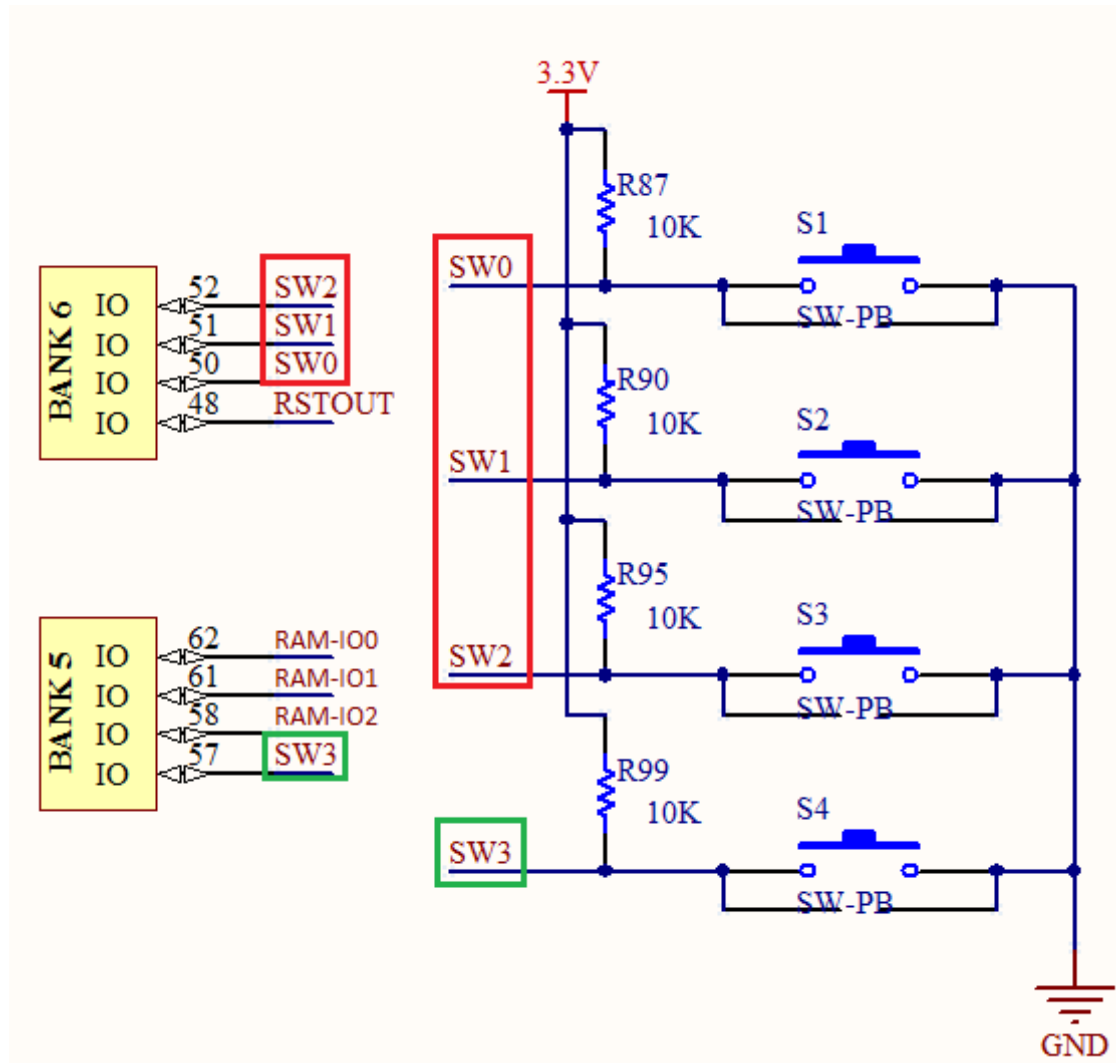 BANK 6
IO 52 SW2
IO 51 SW1
IO 50 SW0
IO 48 RSTOUT
BANK 5
IO 62 RAM-IO0
IO 61 RAM-IO1
IO 58 RAM-IO2
IO 57 SW3
3.3V
R87
10K
S1
SW0
SW-PB
R90
10K
S2
SW1
SW-PB
R95
10K
S3
SW2
SW-PB
R99
10K
S4
SW3
SW-PB
GND